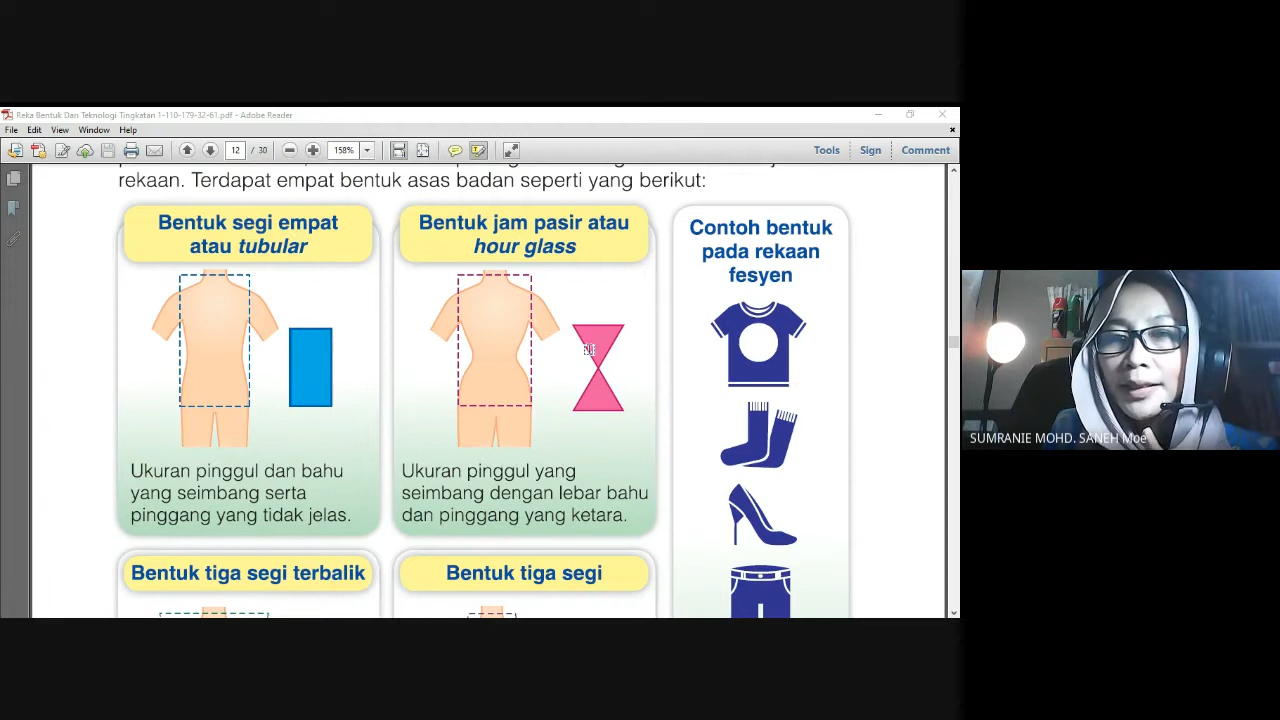 Reka Bentuk Dan Teknologi Tingkatan 1-110-179-32-61.pdf - Adobe Reader
File Edit View Window Help
12 / 30 158% Tools Sign Comment
rekaan. Terdapat empat bentuk asas badan seperti yang berikut:
Bentuk segi empat
atau tubular
Ukuran pinggul dan bahu
yang seimbang serta
pinggang yang tidak jelas.
Bentuk jam pasir atau
hour glass
Ukuran pinggul yang
seimbang dengan lebar bahu
dan pinggang yang ketara.
Contoh bentuk
pada rekaan
fesyen
Bentuk tiga segi terbalik
Bentuk tiga segi
SUMRANIE MOHD. SANEH Moe